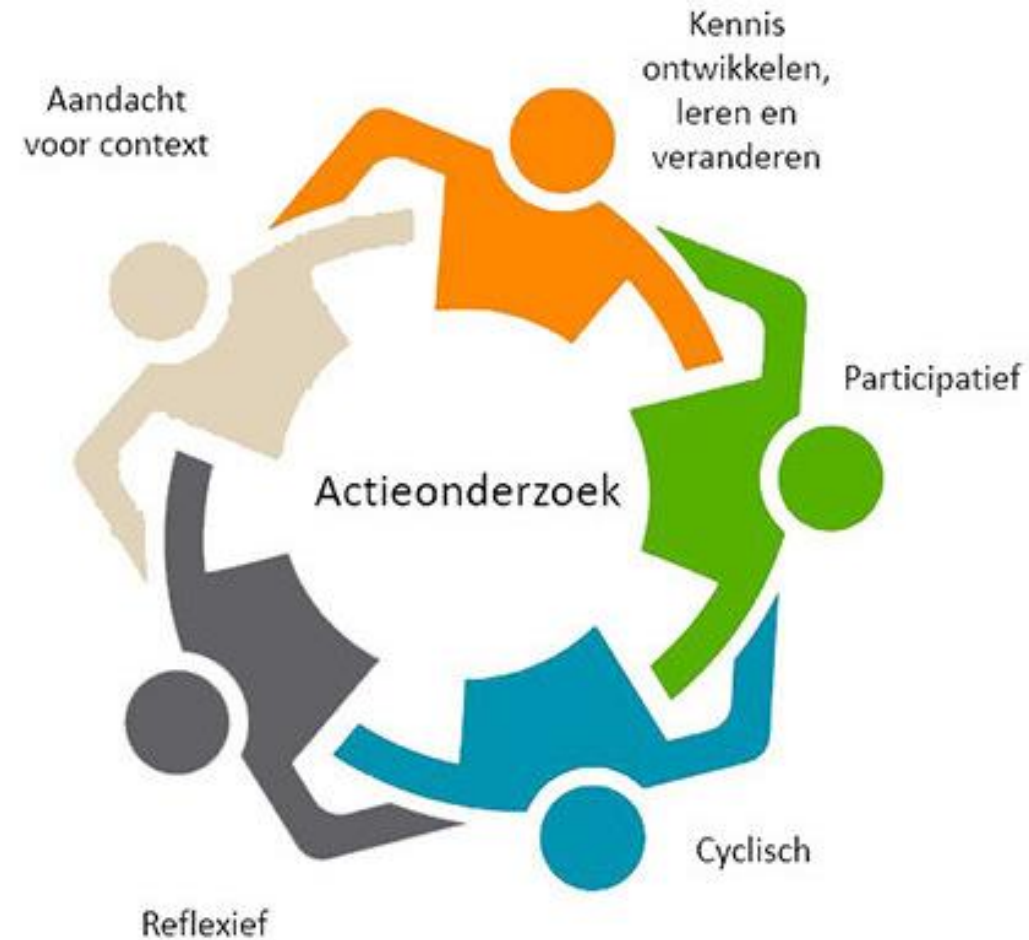 Kennis
ontwikkelen,
leren en
veranderen
Aandacht
voor context
Participatief
Actieonderzoek
Cyclisch
Reflexief